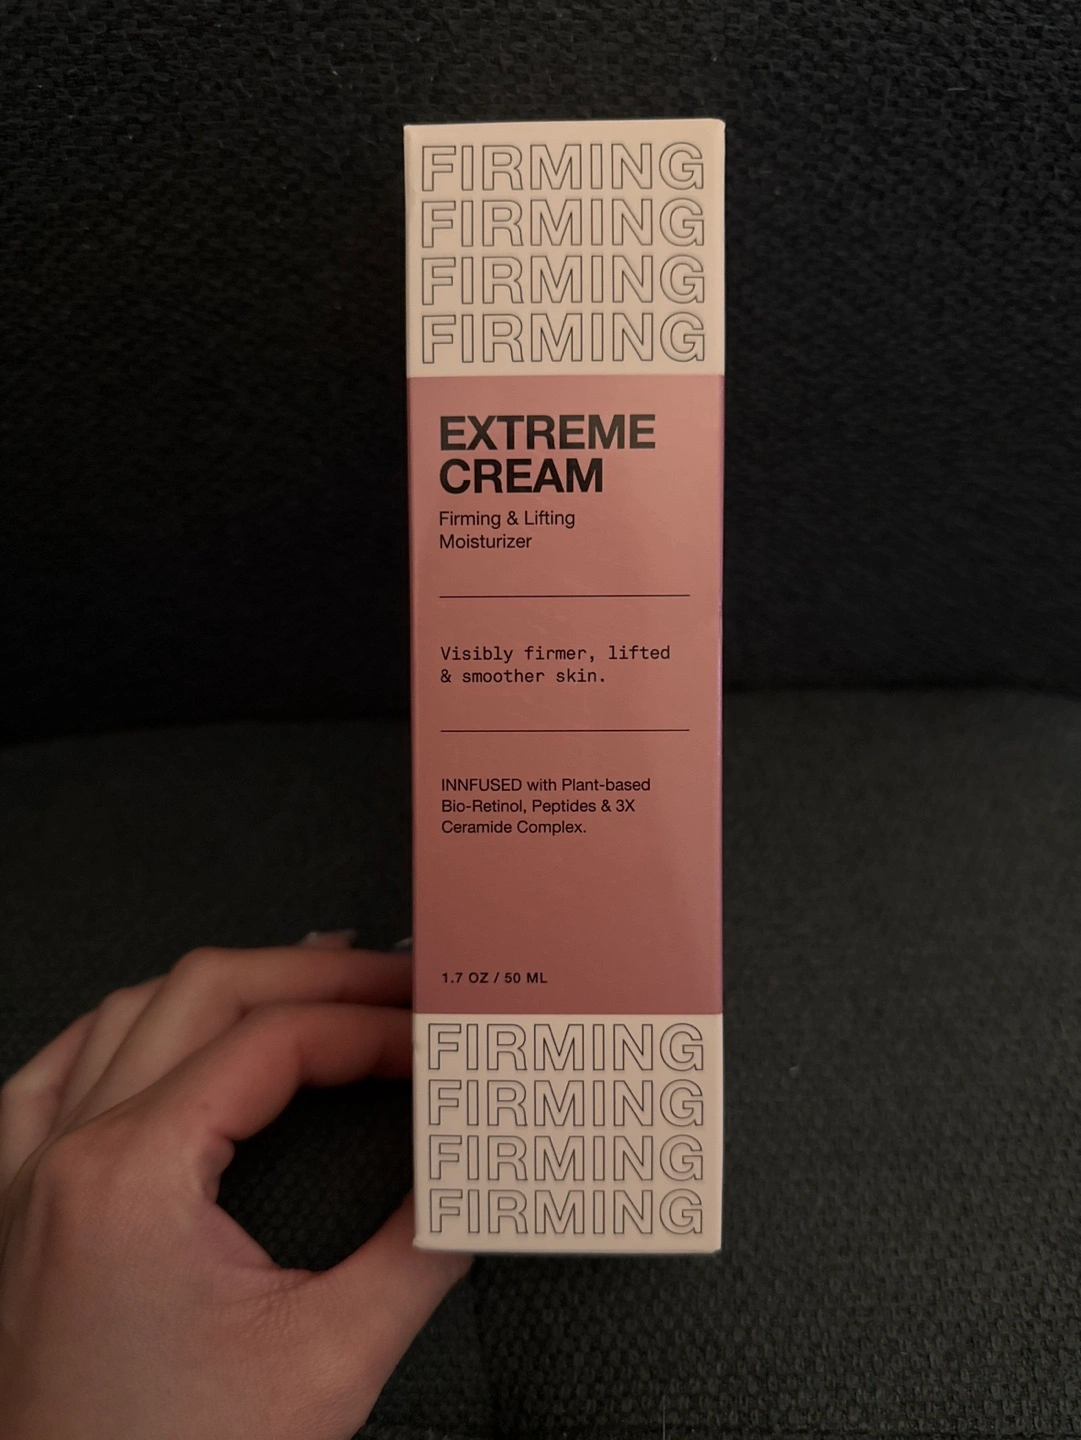 FIRMING
FIRMING
FIRMING
FIRMING
EXTREME
CREAM
Firming & Lifting
Moisturizer
Visibly firmer, lifted
& smoother skin.
INNFUSED with Plant-based
Bio-Retinol, Peptides & 3X
Ceramide Complex.
1.7 OZ / 50 ML
FIRMING
FIRMING
FIRMING
FIRMING